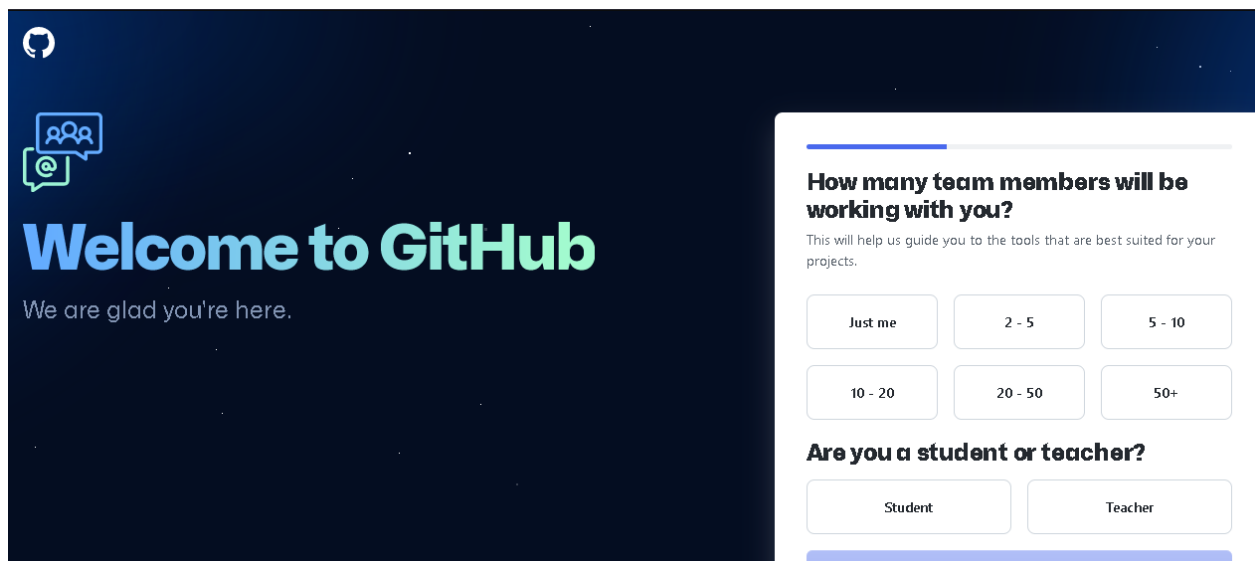 @
Welcome to GitHub
We are glad you're here.
How many team members will be
working with you?
This will help us guide you to the tools that are best suited for your
projects.
Just me
2 - 5
5 - 10
10 - 20
20 - 50
50+
Are you a student or teacher?
Student
Teacher